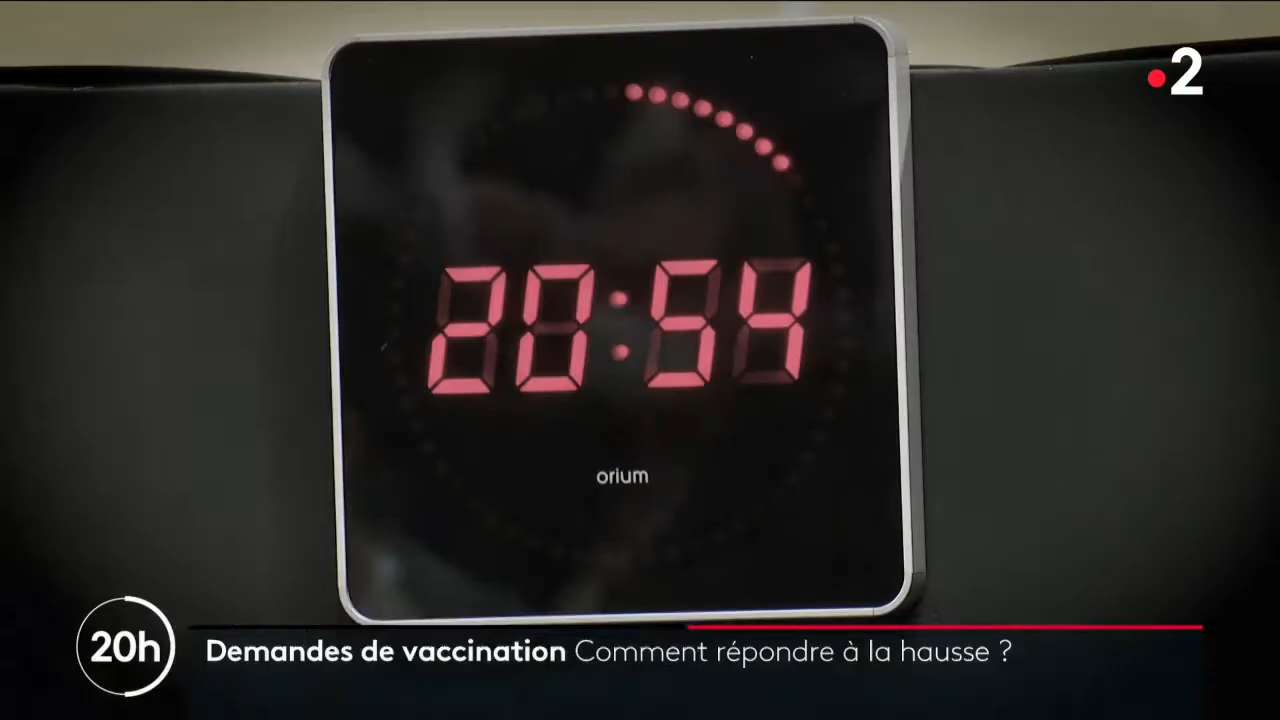 2
20:54
orium
20h
Demandes de vaccination Comment répondre à la hausse ?